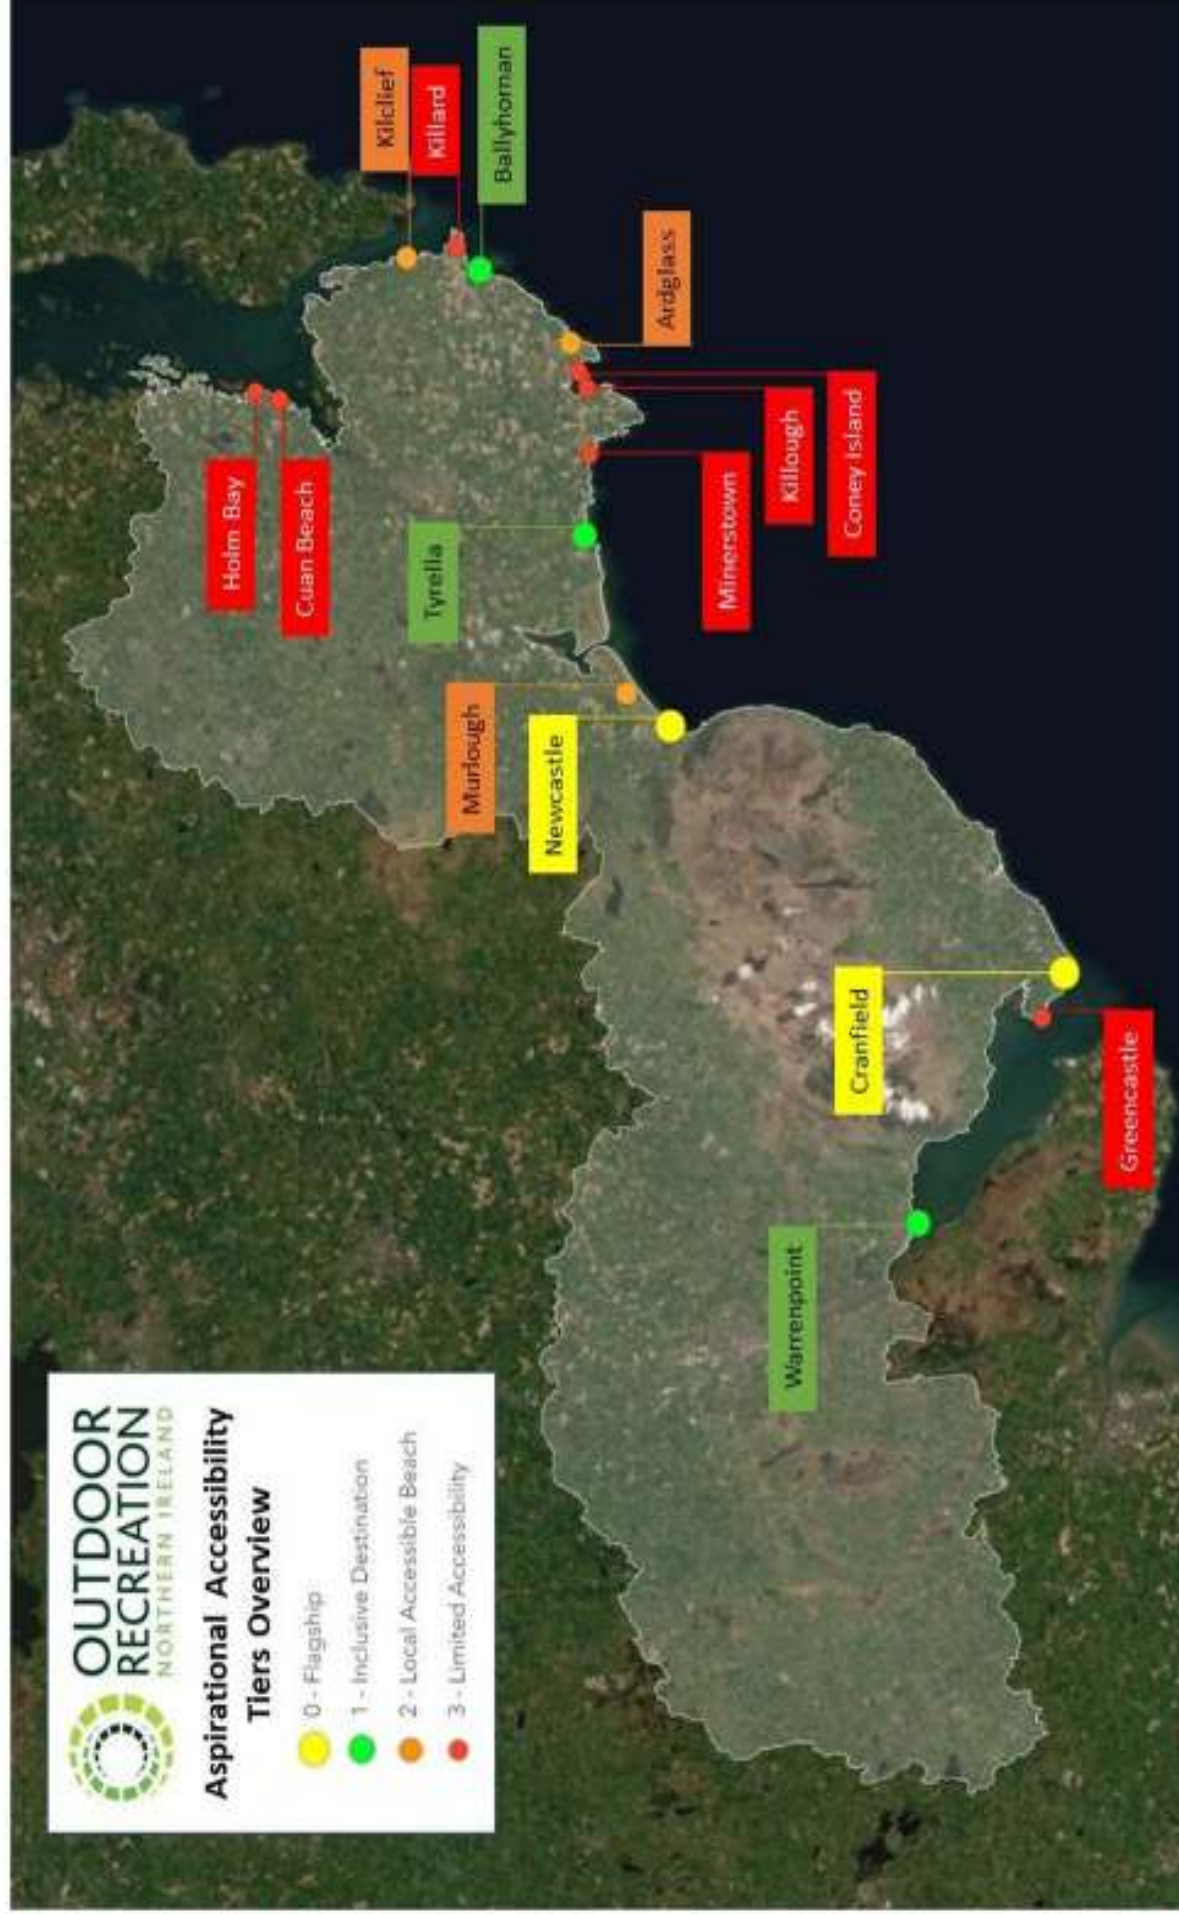 OUTDOOR
RECREATION
NORTHERN IRELAND
Aspirational Accessibility
Tiers Overview
0 - Flagship
1 - Inclusive Destination
2 - Local Accessible Beach
3 - Limited Accessibility
Holm Bay
Cuan Beach
Kilclief
Killard
Ballyhornan
Tyrella
Murlough
Newcastle
Ardglass
Minerstown
Killough
Coney Island
Warrenpoint
Cranfield
Greencastle